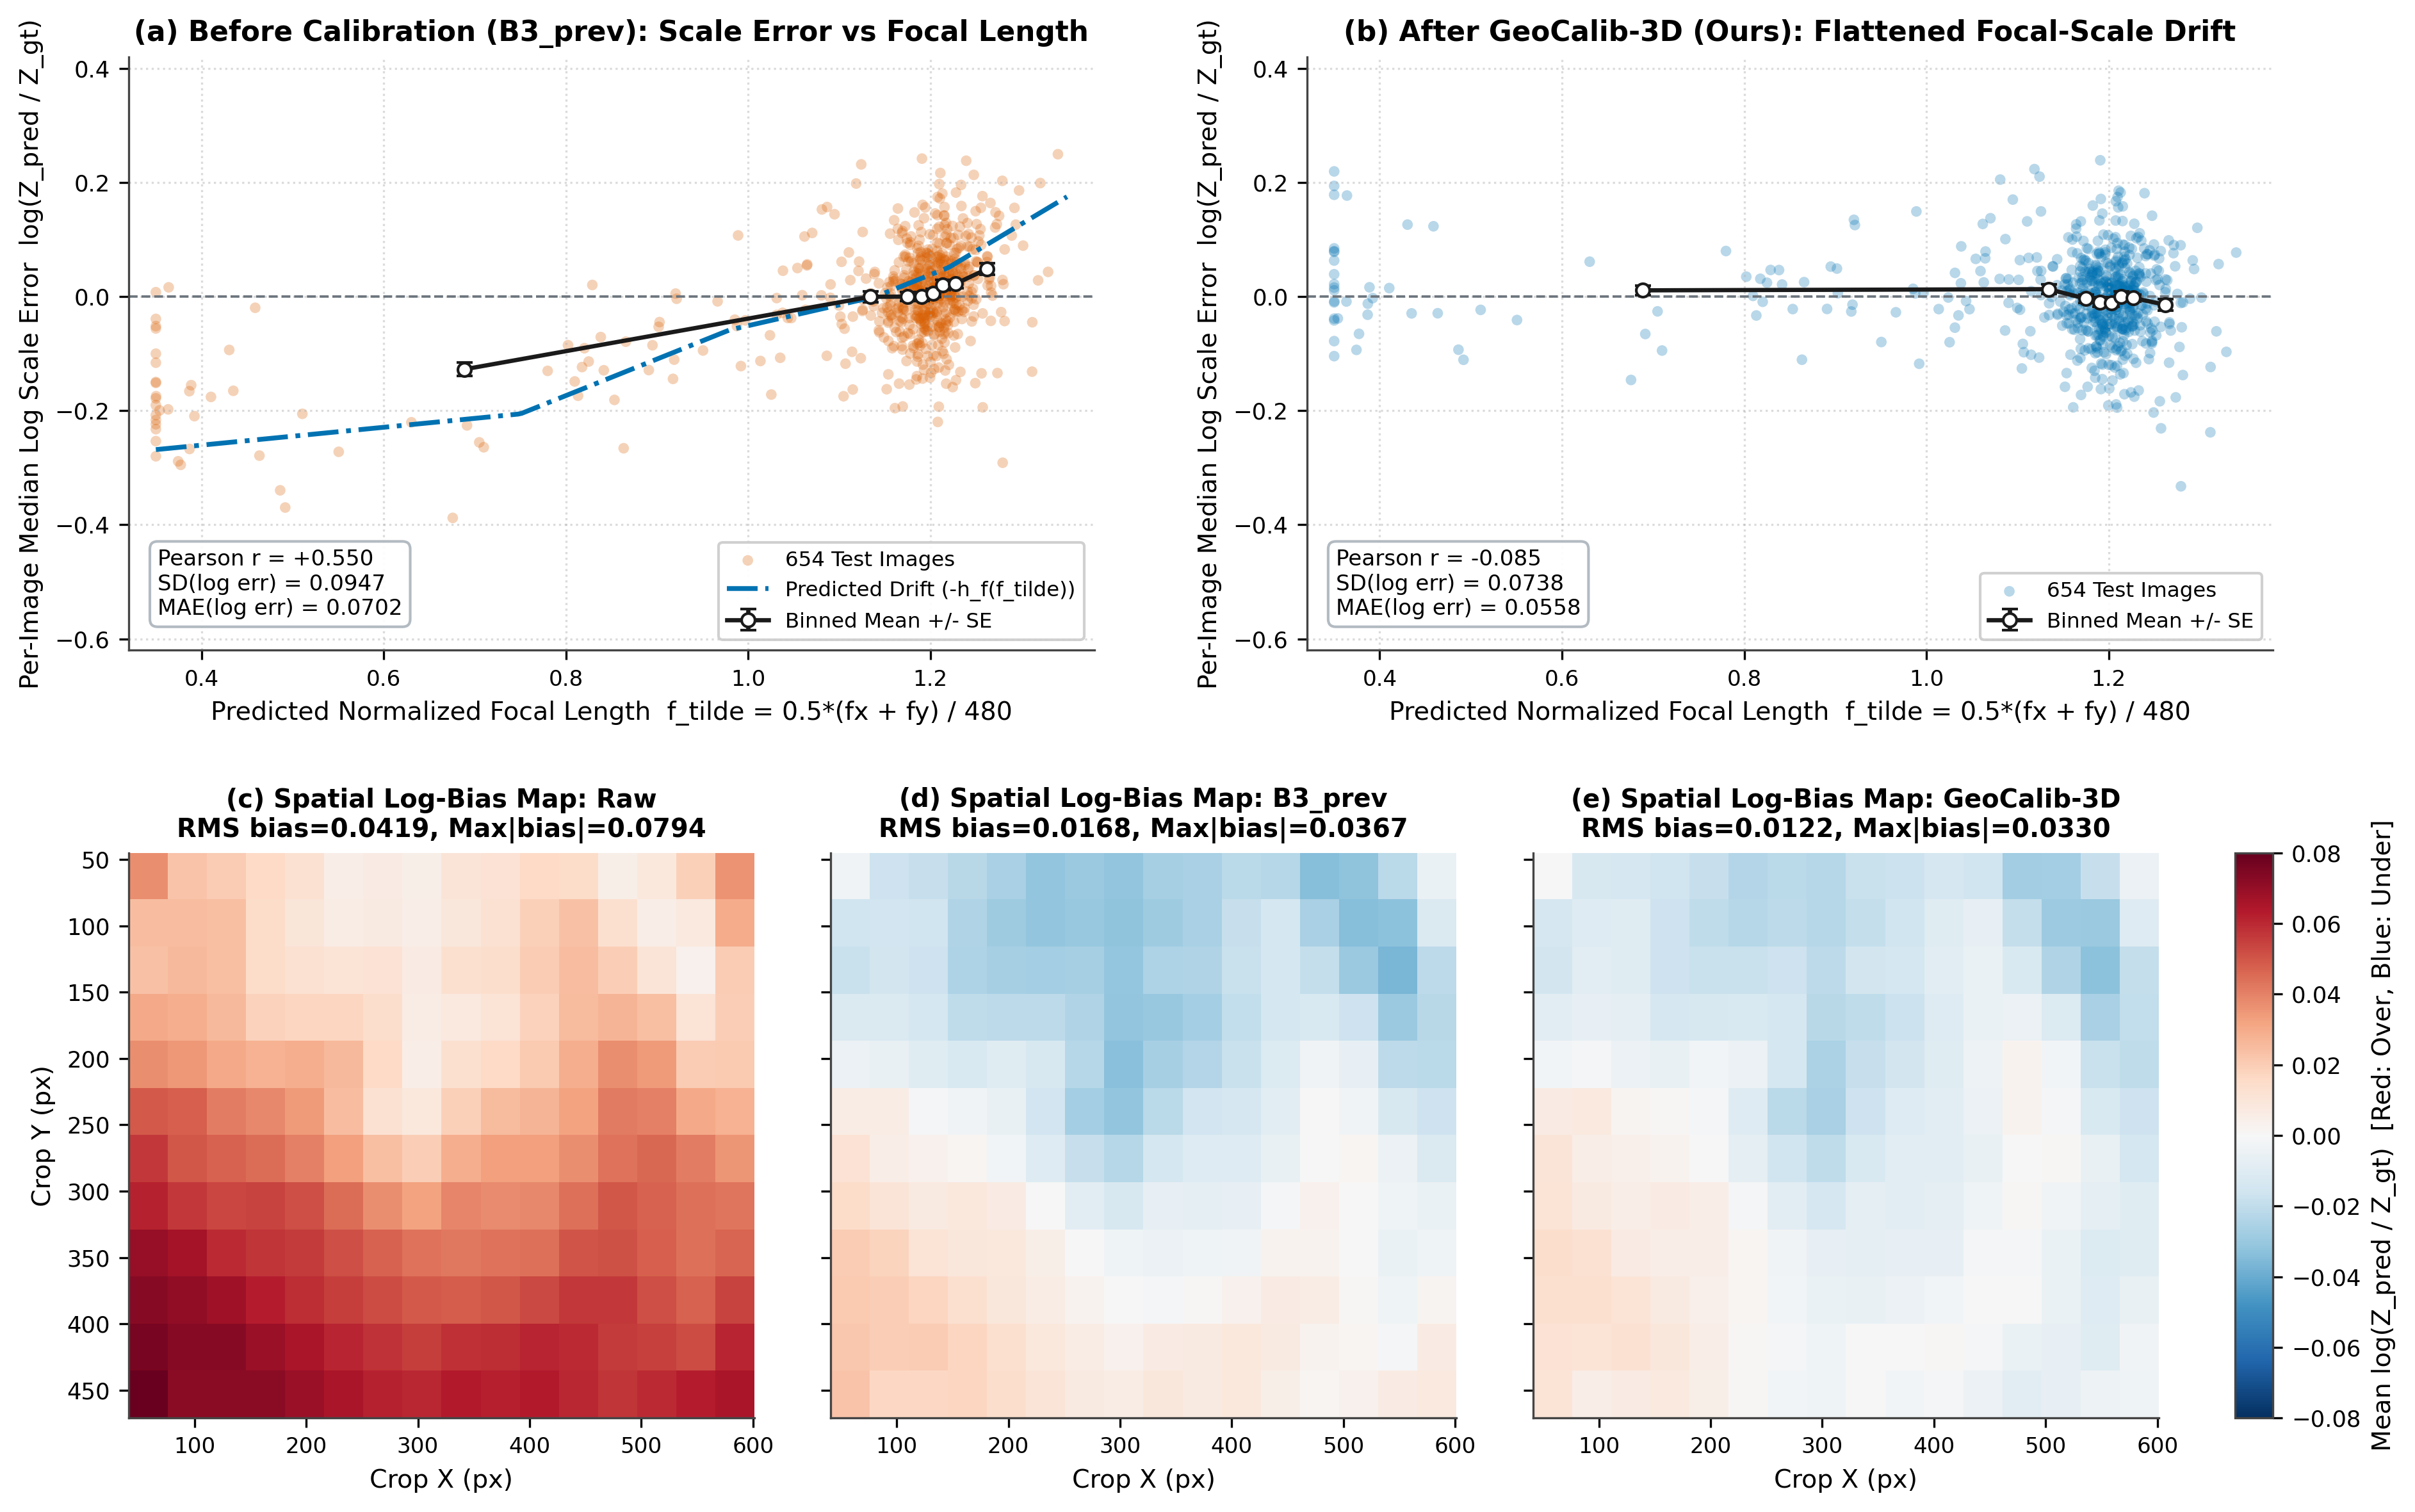 (a) Before Calibration (B3_prev): Scale Error vs Focal Length
Per-Image Median Log Scale Error  log(Z_pred / Z_gt)
0.4
0.2
0.0
−0.2
−0.4
−0.6
Pearson r = +0.550
SD(log err) = 0.0947
MAE(log err) = 0.0702
654 Test Images
Predicted Drift (-h_f(f_tilde))
Binned Mean +/- SE
0.4 0.6 0.8 1.0 1.2
Predicted Normalized Focal Length  f_tilde = 0.5*(fx + fy) / 480
(b) After GeoCalib-3D (Ours): Flattened Focal-Scale Drift
Per-Image Median Log Scale Error  log(Z_pred / Z_gt)
0.4
0.2
0.0
−0.2
−0.4
−0.6
Pearson r = -0.085
SD(log err) = 0.0738
MAE(log err) = 0.0558
654 Test Images
Binned Mean +/- SE
0.4 0.6 0.8 1.0 1.2
Predicted Normalized Focal Length  f_tilde = 0.5*(fx + fy) / 480
(c) Spatial Log-Bias Map: Raw
RMS bias=0.0419, Max|bias|=0.0794
Crop Y (px)
50
100
150
200
250
300
350
400
450
100 200 300 400 500 600
Crop X (px)
(d) Spatial Log-Bias Map: B3_prev
RMS bias=0.0168, Max|bias|=0.0367
100 200 300 400 500 600
Crop X (px)
(e) Spatial Log-Bias Map: GeoCalib-3D
RMS bias=0.0122, Max|bias|=0.0330
100 200 300 400 500 600
Crop X (px)
0.08
0.06
0.04
0.02
0.00
−0.02
−0.04
−0.06
−0.08
Mean log(Z_pred / Z_gt)  [Red: Over, Blue: Under]